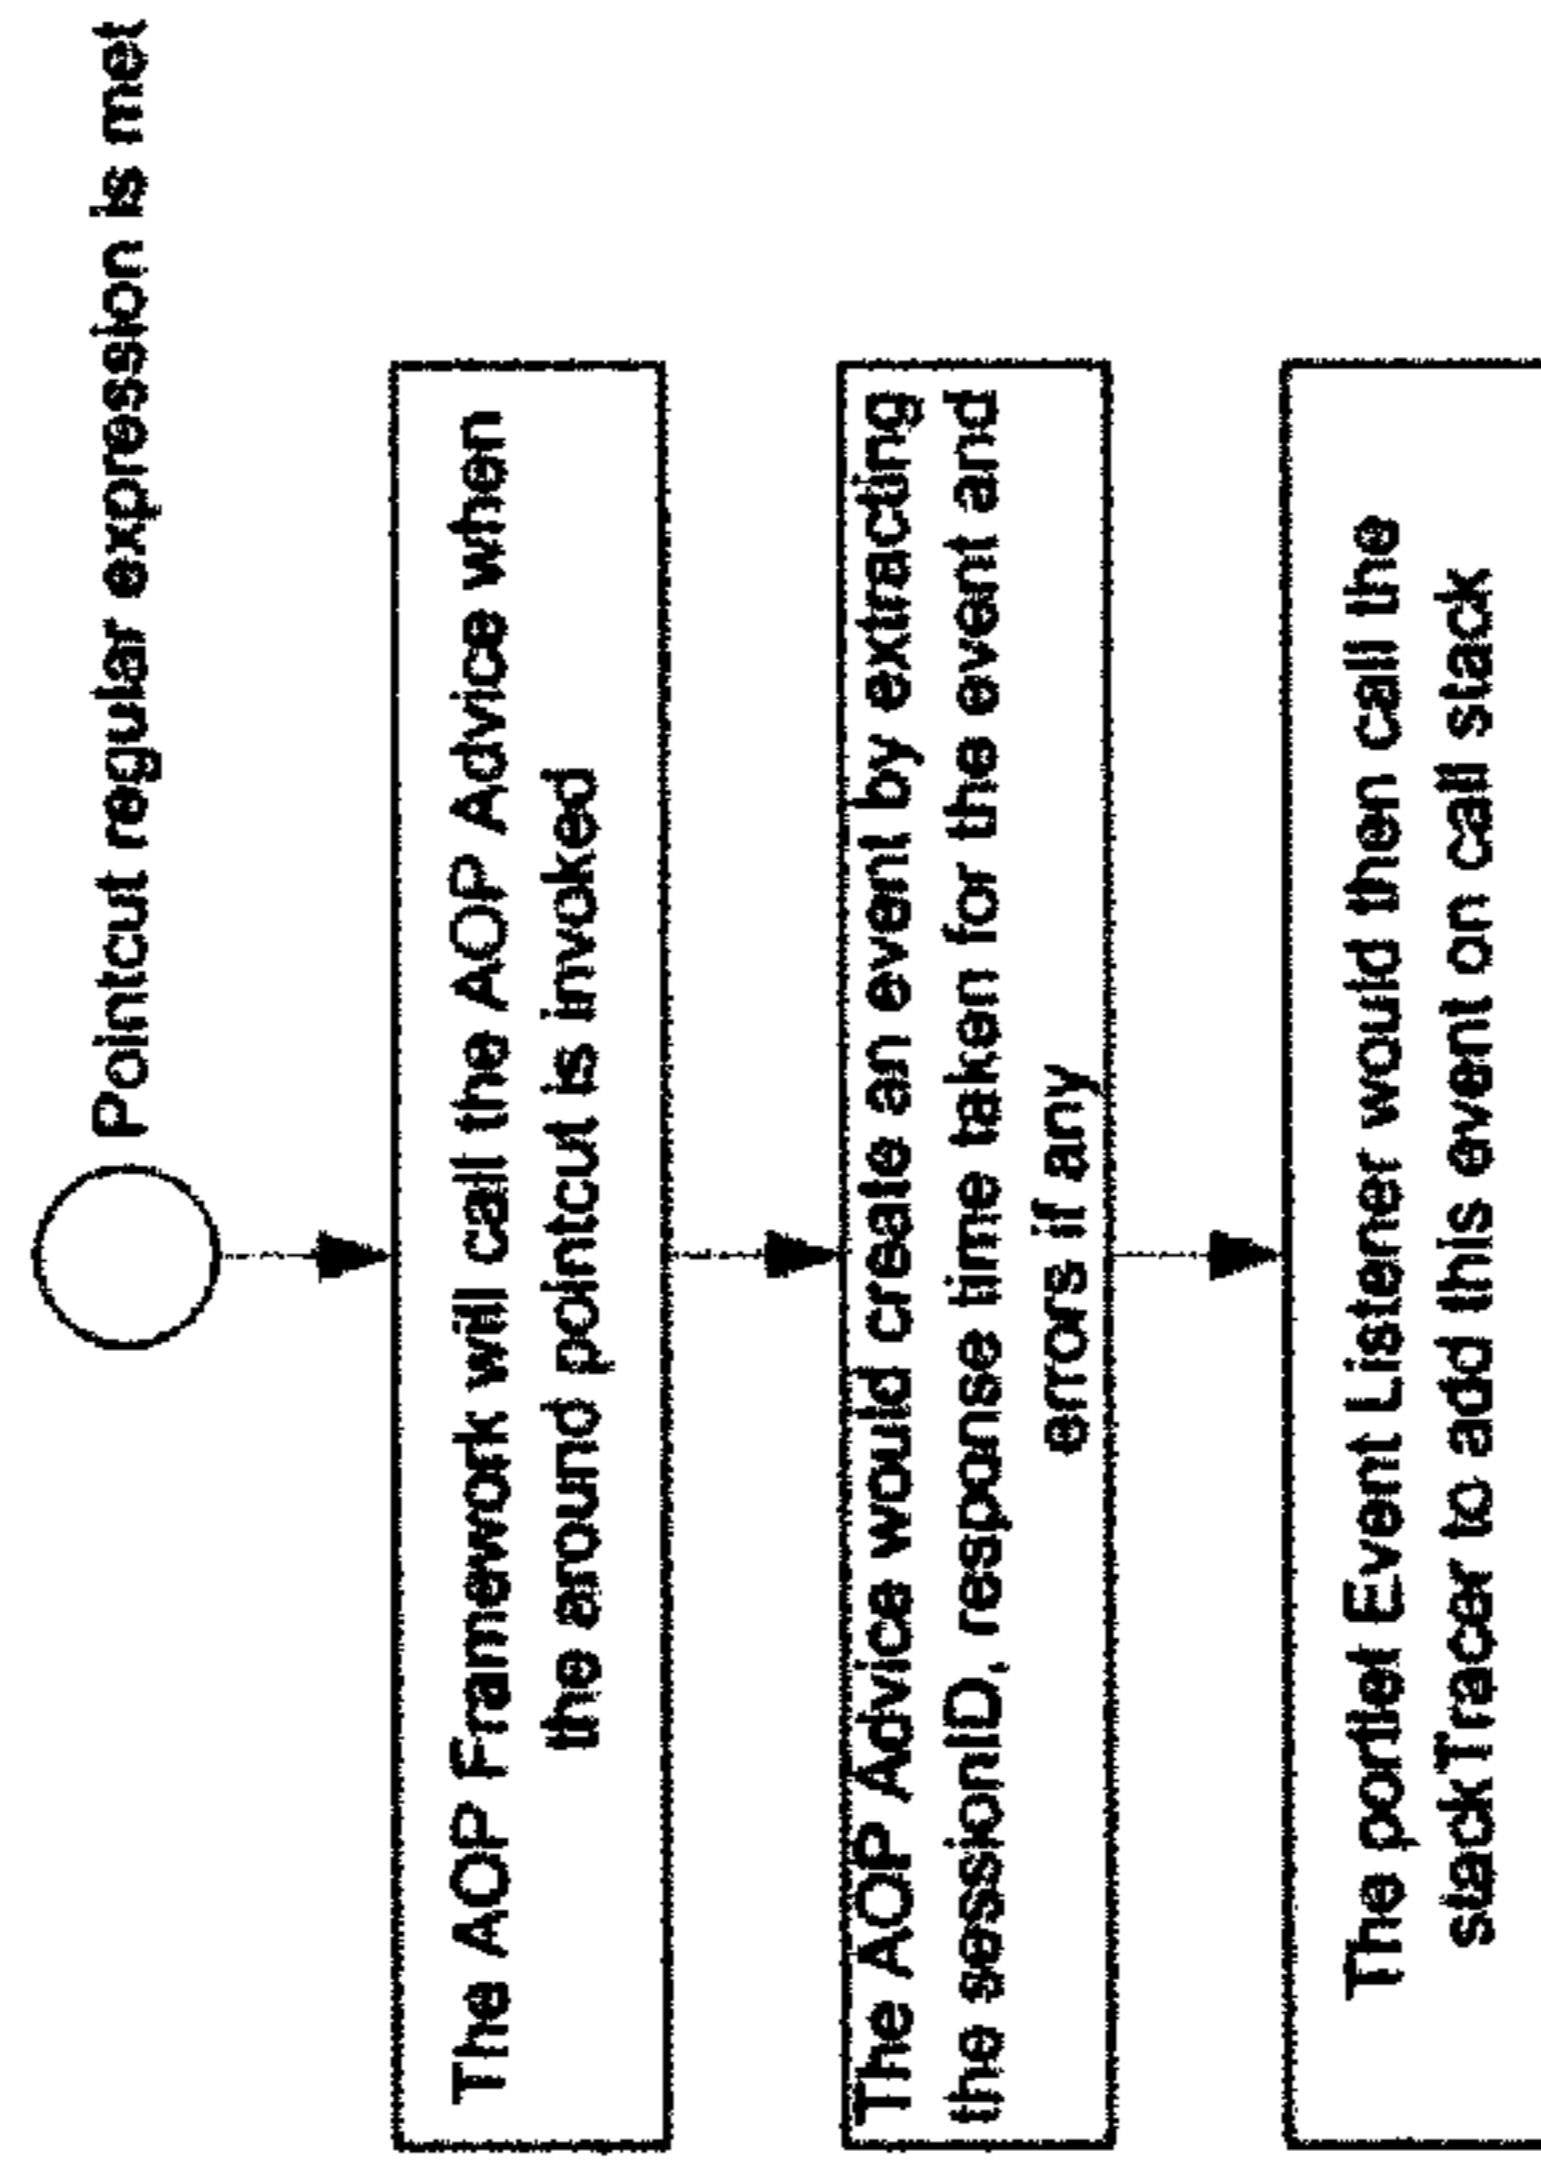 Pointcut regular expression is met
The AOP Framework will call the AOP Advice when
the around pointcut is invoked
The AOP Advice would create an event by extracting
the sessionID, response time taken for the event and
errors if any
The portlet Event Listener would then call the
stackTracer to add this event on call stack